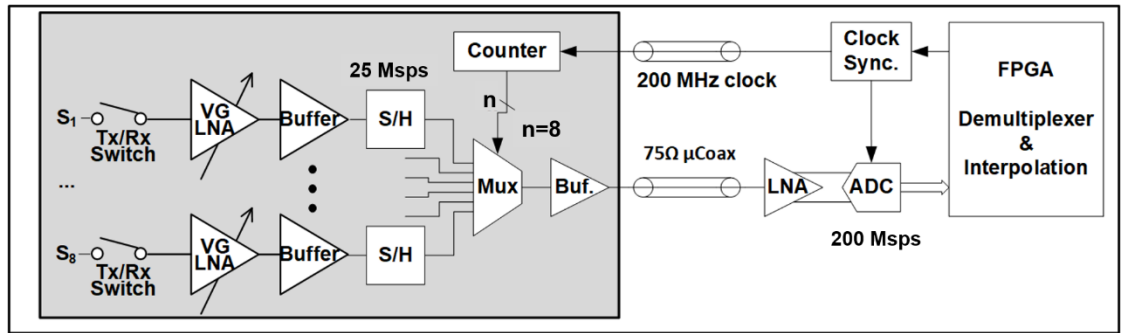 S1
Tx/Rx
Switch
VG
LNA
Buffer
25 Msps
S/H
Counter
n
n=8
Mux
Buf.
200 MHz clock
75Ω µCoax
Clock
Sync.
LNA
ADC
200 Msps
FPGA
Demultiplexer
&
Interpolation
...
S8
Tx/Rx
Switch
VG
LNA
Buffer
S/H